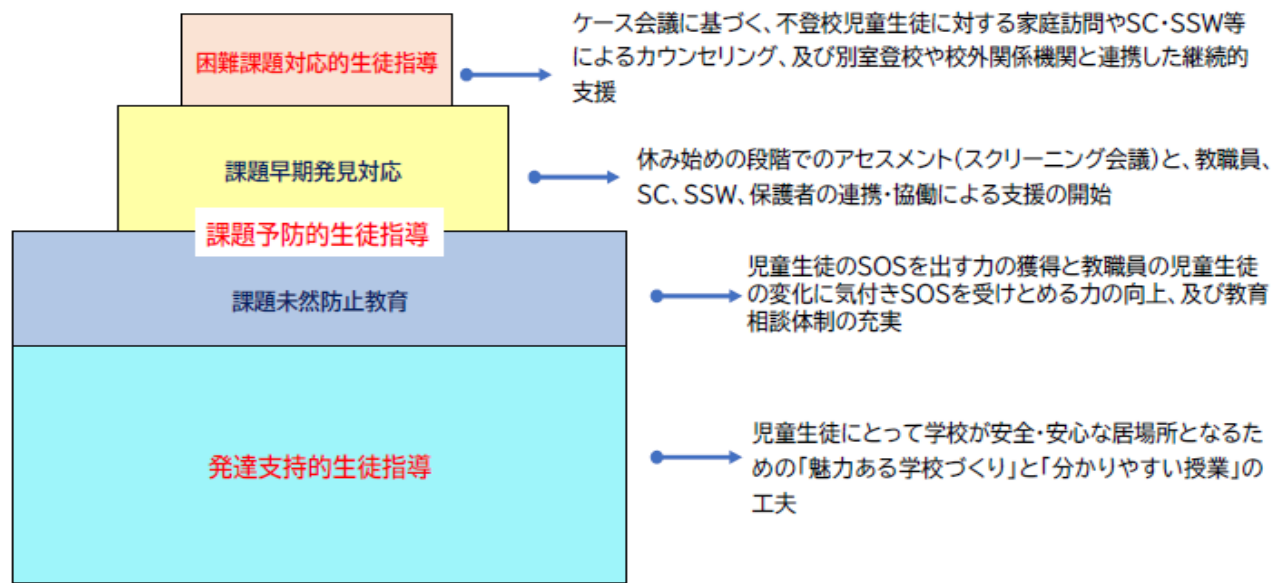 困難課題対応的生徒指導
ケース会議に基づく、不登校児童生徒に対する家庭訪問やSC・SSW等
によるカウンセリング、及び別室登校や校外関係機関と連携した継続的
支援
課題早期発見対応
休み始めの段階でのアセスメント(スクリーニング会議)と、教職員、
SC、SSW、保護者の連携・協働による支援の開始
課題予防的生徒指導
課題未然防止教育
児童生徒のSOSを出す力の獲得と教職員の児童生徒
の変化に気付きSOSを受けとめる力の向上、及び教育
相談体制の充実
発達支持的生徒指導
児童生徒にとって学校が安全・安心な居場所となるた
めの「魅力ある学校づくり」と「分かりやすい授業」の
工夫